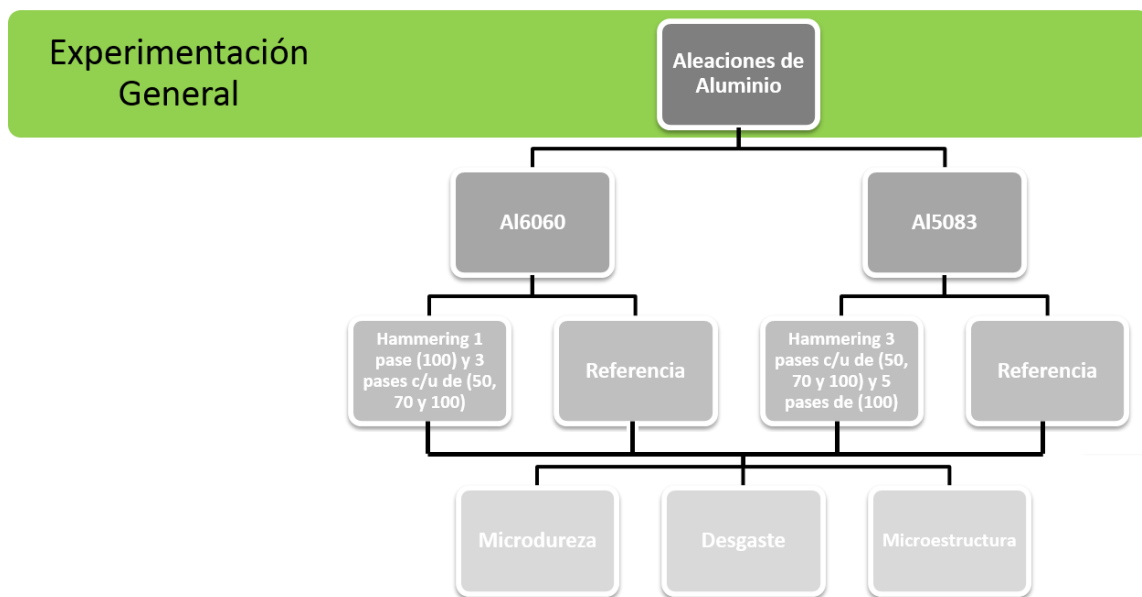 Experimentación
General
Aleaciones de
Aluminio
Al6060
Al5083
Hammering 1
pase (100) y 3
pases c/u de (50,
70 y 100)
Referencia
Hammering 3
pases c/u de (50,
70 y 100) y 5
pases de (100)
Referencia
Microdureza
Desgaste
Microestructura